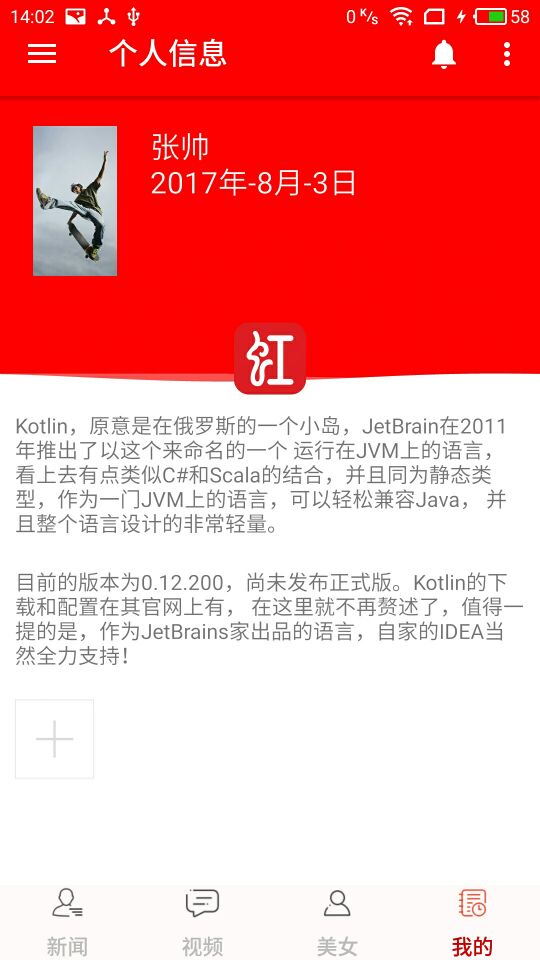 14:02
0 K/s
58
个人信息
张帅
2017年-8月-3日
红
Kotlin，原意是在俄罗斯的一个小岛，JetBrain在2011
年推出了以这个来命名的一个 运行在JVM上的语言，
看上去有点类似C#和Scala的结合，并且同为静态类
型，作为一门JVM上的语言，可以轻松兼容Java， 并
且整个语言设计的非常轻量。
目前的版本为0.12.200，尚未发布正式版。Kotlin的下
载和配置在其官网上有， 在这里就不再赘述了，值得一
提的是，作为JetBrains家出品的语言，自家的IDEA当
然全力支持！
新闻
视频
美女
我的